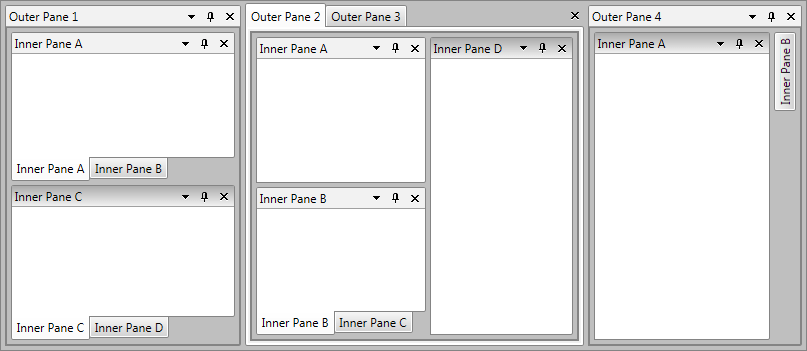 Outer Pane 1
Inner Pane A
Inner Pane A
Inner Pane B
Inner Pane C
Inner Pane C
Inner Pane D
Outer Pane 2
Outer Pane 3
Inner Pane A
Inner Pane B
Inner Pane B
Inner Pane C
Inner Pane D
Outer Pane 4
Inner Pane A
Inner Pane B